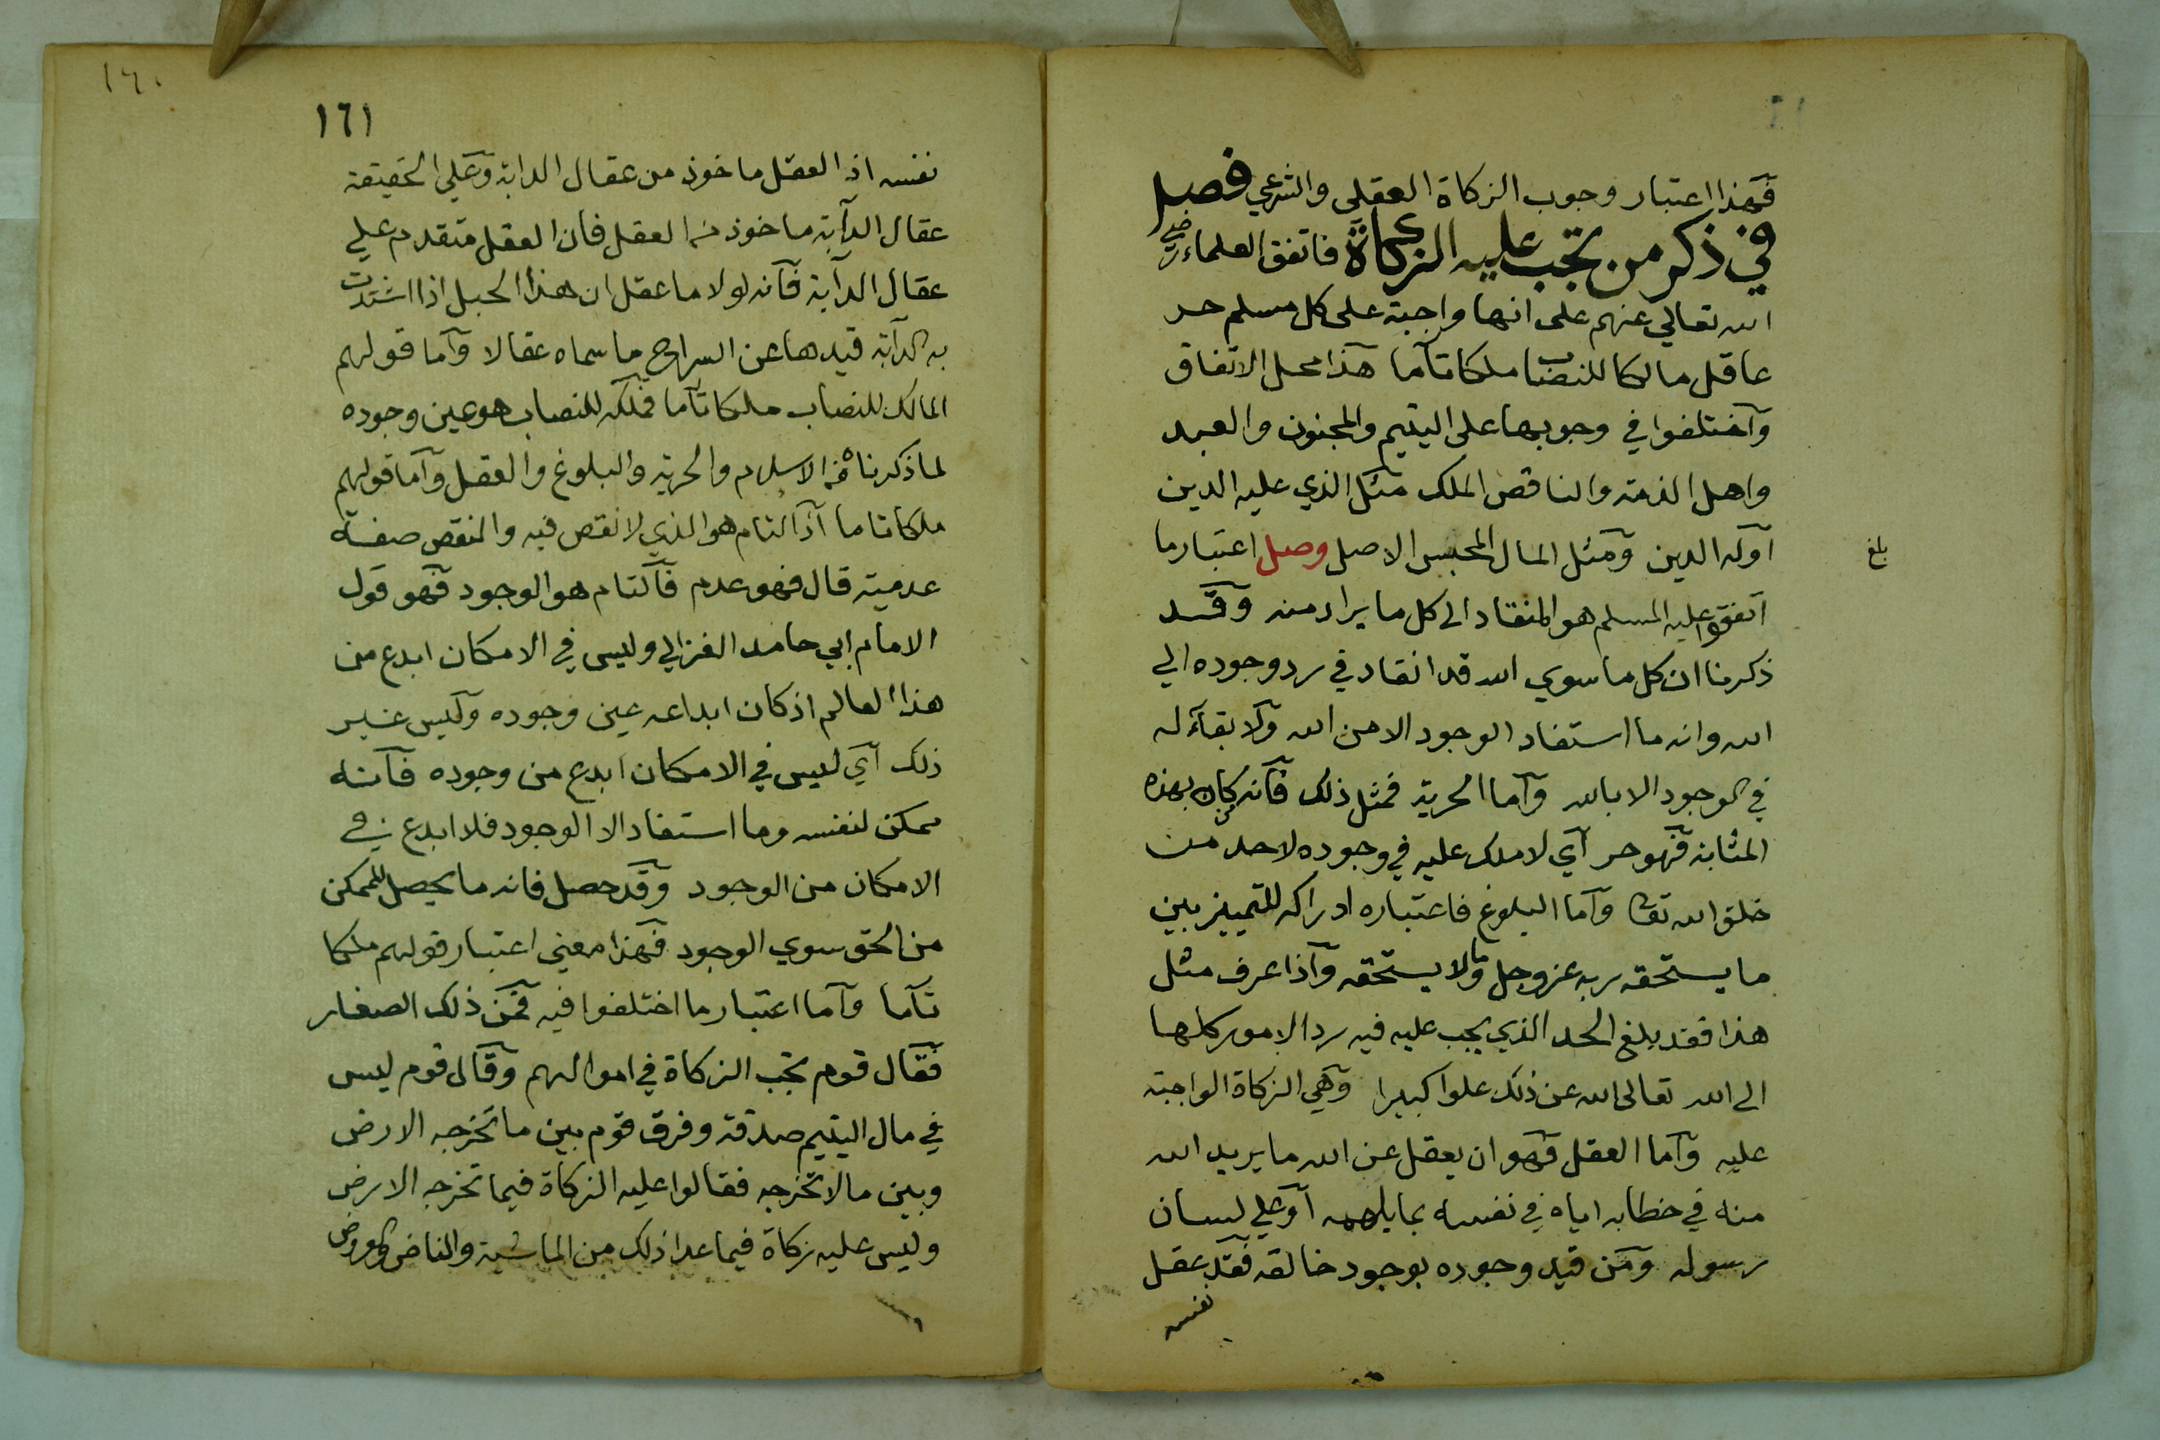 فهذا اعتبار وجوب الزكاة العقلي والشرعي فصل
في ذكر من تجب عليه الزكاة فاتفق العلماء رضي
الله تعالى عنهم على انها واجبة على كل مسلم حر
عاقل مالكا للنصاب ملكا تاما هذا محل الاتفاق
واختلفوا في وجوبها على اليتيم والمجنون والعبد
واهل الذمة والناقص الملك مثل الذي عليه الدين
اوله الدين ومثل المال المحبس الاصل وصل اعتبار ما
بلغ
اتفقوا عليه المسلم هو المنقاد الى كل ما يراد منه وقد
ذكرنا ان كل ما سوي الله قد انقاد في رد وجوده الي
الله وانه ما استفاد الوجود الا من الله ولا بقاء له
في الوجود الا بالله واما الحرية فمثل ذلك فانه كان بهذه
المثابة فهو حر اي لا ملك عليه في وجوده لاحد من
خلق الله تعا واما البلوغ فاعتباره ادراكه للتمييز بين
ما يستحقه ربه عز وجل وما لا يستحقه واذا عرف مثل
هذا فقد بلغ الحد الذي يجب عليه فيه رد الامور كلها
الى الله تعالى الله عن ذلك علوا كبيرا وهي الزكاة الواجبة
عليه واما العقل فهو ان يعقل عن الله ما يريد الله
منه في خطابه اياه في نفسه بما يلهمه او علي لسان
رسوله ومن قيد وجوده بوجود خالقه فقد عقل
نفسه
١٦٠
١٦١
نفسه اذ العقل ماخوذ من عقال الدابة وعلي الحقيقة
عقال الدابة ماخوذ من العقل فان العقل متقدم علي
عقال الدابة فانه لولا ما عقل ان هذا الحبل اذا اشتدت
به الدابة قيدها عن السراح ما سماه عقالا واما قولهم
المالك للنصاب ملكا تاما فملكه للنصاب هو عين وجوده
لما ذكرناه من الاسلام والحرية والبلوغ والعقل واما قولهم
ملكا تاما اذ التام هو الذي لا نقص فيه والنقص صفة
عدمية قال فهو عدم فالتام هو الوجود فهو قول
الامام ابي حامد الغزالي وليس في الامكان ابدع من
هذا العالم اذ كان ابداعه عين وجوده وليس غير
ذلك اي ليس في الامكان ابدع من وجوده فانه
ممكن لنفسه وما استفاد الا الوجود فلا ابدع في
الامكان من الوجود وقد حصل فانه ما يحصل للممكن
من الحق سوي الوجود فهذا معني اعتبار قولهم ملكا
تاما واما اعتبار ما اختلفوا فيه فمن ذلك الصغار
فقال قوم تجب الزكاة في اموالهم وقال قوم ليس
في مال اليتيم صدقة وفرق قوم بين ما تخرجه الارض
وبين ما لا تخرجه فقالوا عليه الزكاة فيما تخرجه الارض
وليس عليه زكاة فيما عدا ذلك من الماشية والناض والعروض